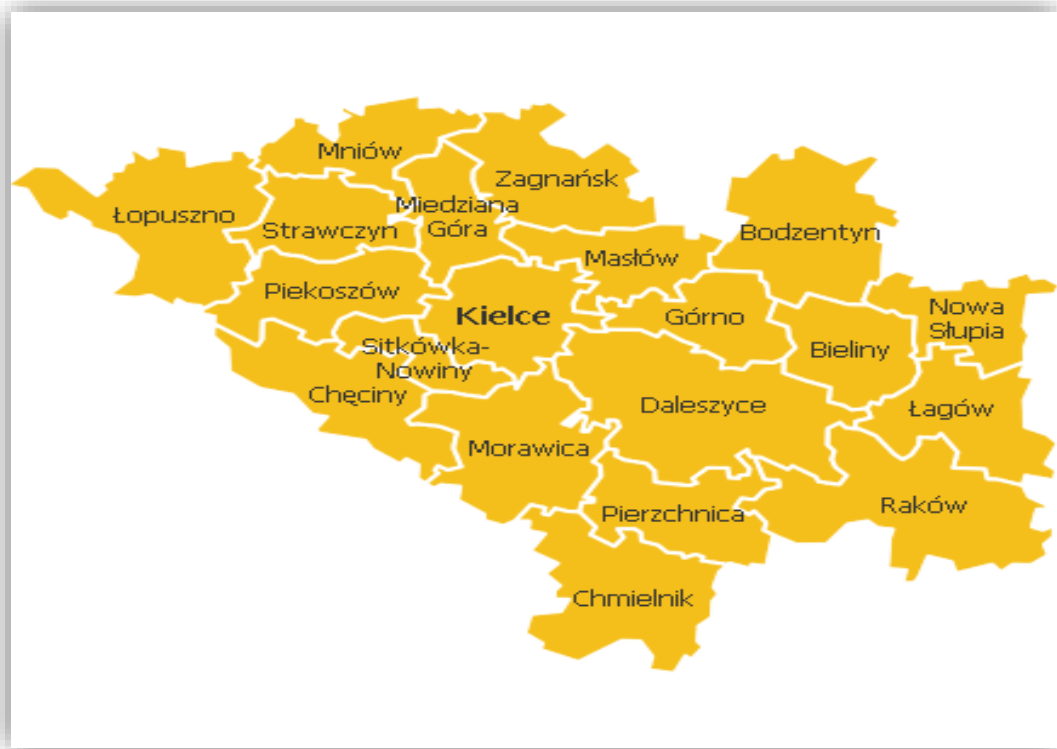 Mniów
Zagnańsk
Miedziana
Góra
Łopuszno
Strawczyn
Bodzentyn
Masłów
Piekoszów
Kielce
Górno
Nowa
Słupia
Sitkówka-
Nowiny
Bieliny
Chęciny
Daleszyce
Łagów
Morawica
Pierzchnica
Raków
Chmielnik